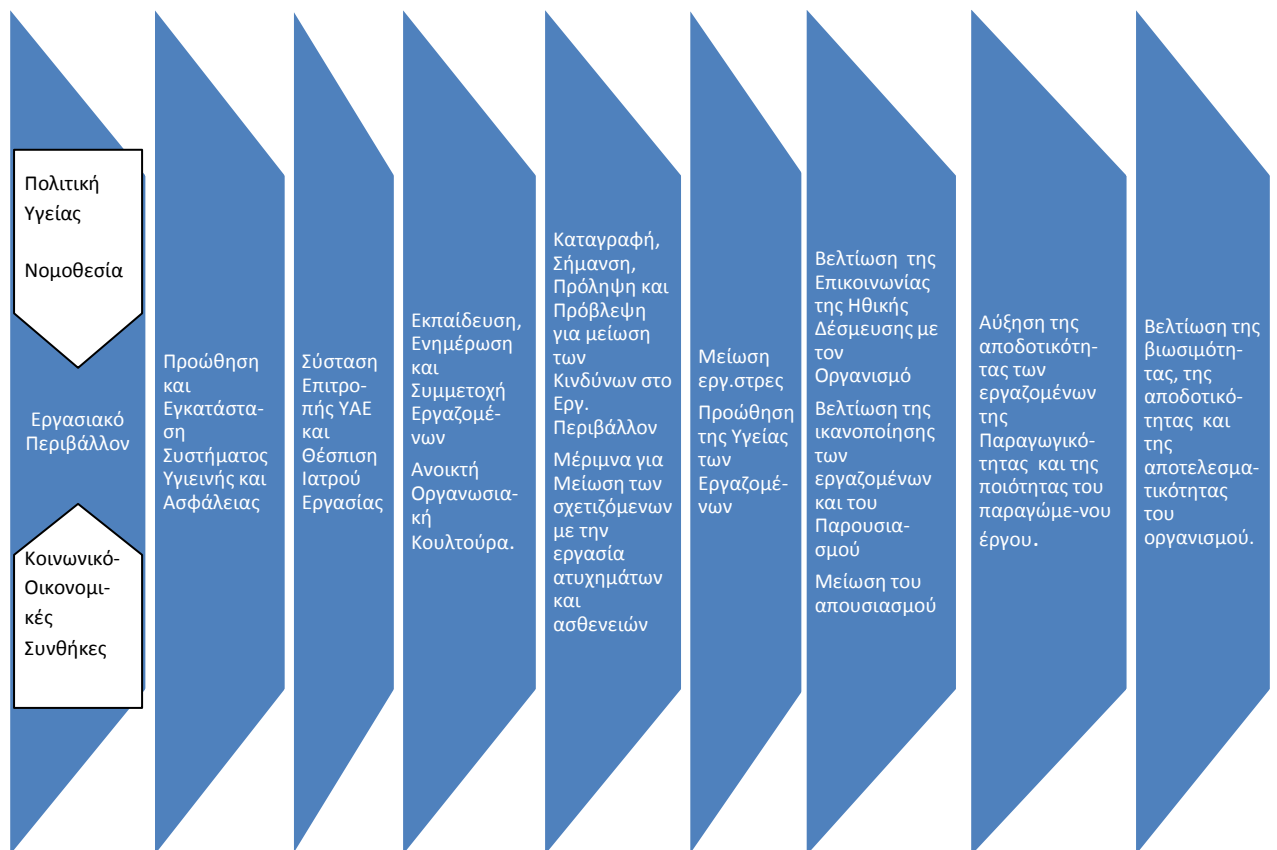 Πολιτική
Υγείας
Νομοθεσία
Εργασιακό
Περιβάλλον
Κοινωνικό-
Οικονομι-
κές
Συνθήκες
Προώθηση
και
Εγκατάστα-
ση
Συστήματος
Υγιεινής και
Ασφάλειας
Σύσταση
Επιτρο-
πής ΥΑΕ
και
Θέσπιση
Ιατρού
Εργασίας
Εκπαίδευση,
Ενημέρωση
και
Συμμετοχή
Εργαζομέ-
νων
Ανοικτή
Οργανωσια-
κή
Κουλτούρα.
Καταγραφή,
Σήμανση,
Πρόληψη και
Πρόβλεψη
για μείωση
των
Κινδύνων στο
Εργ.
Περιβάλλον
Μέριμνα για
Μείωση των
σχετιζόμενων
με την
εργασία
ατυχημάτων
και
ασθενειών
Μείωση
εργ.στρες
Προώθηση
της Υγείας
των
Εργαζομέ-
νων
Βελτίωση της
Επικοινωνίας
της Ηθικής
Δέσμευσης με
τον
Οργανισμό
Βελτίωση της
ικανοποίησης
των
εργαζομένων
και του
Παρουσια-
σμού
Μείωση του
απουσιασμού
Αύξηση της
αποδοτικότη-
τας των
εργαζομένων
της
Παραγωγικό-
τητας και της
ποιότητας του
παραγώμε-νου
έργου.
Βελτίωση της
βιωσιμότη-
τας, της
αποδοτικό-
τητας και
της
αποτελεσμα-
τικότητας
του
οργανισμού.